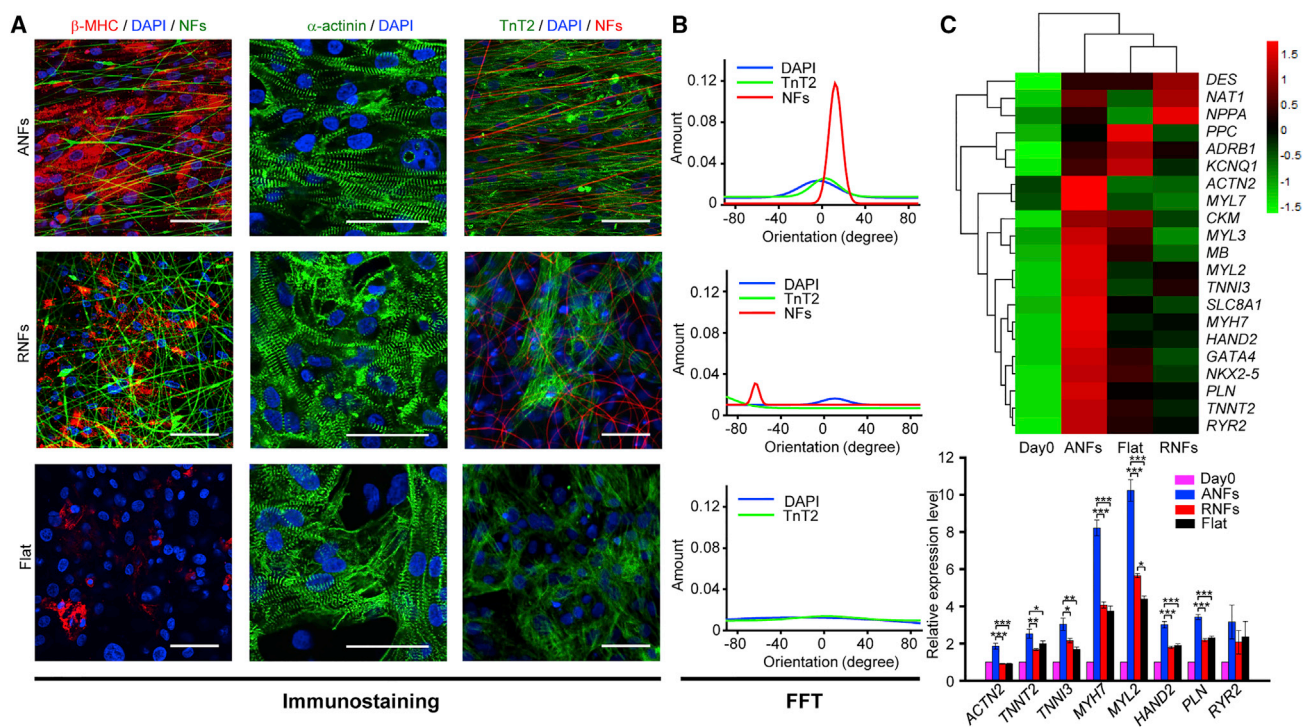 A
β-MHC / DAPI / NFs
α-actinin / DAPI
TnT2 / DAPI / NFs
ANFs
RNFs
Flat
Immunostaining
B
DAPI
TnT2
NFs
0.12
0.08
0.04
0
Amount
-80 -40 0 40 80
Orientation (degree)
DAPI
TnT2
NFs
0.12
0.08
0.04
0
Amount
-80 -40 0 40 80
Orientation (degree)
DAPI
TnT2
0.12
0.08
0.04
0
Amount
-80 -40 0 40 80
Orientation (degree)
FFT
C
1.5
1
0.5
0
-0.5
-1
-1.5
DES
NAT1
NPPA
PPC
ADRB1
KCNQ1
ACTN2
MYL7
CKM
MYL3
MB
MYL2
TNNI3
SLC8A1
MYH7
HAND2
GATA4
NKX2-5
PLN
TNNT2
RYR2
Day0 ANFs Flat RNFs
12
10
8
6
4
2
0
Relative expression level
Day0
ANFs
RNFs
Flat
***
***
*
**
**
*
***
***
***
***
*
***
***
***
***
ACTN2 TNNT2 TNNI3 MYH7 MYL2 HAND2 PLN RYR2